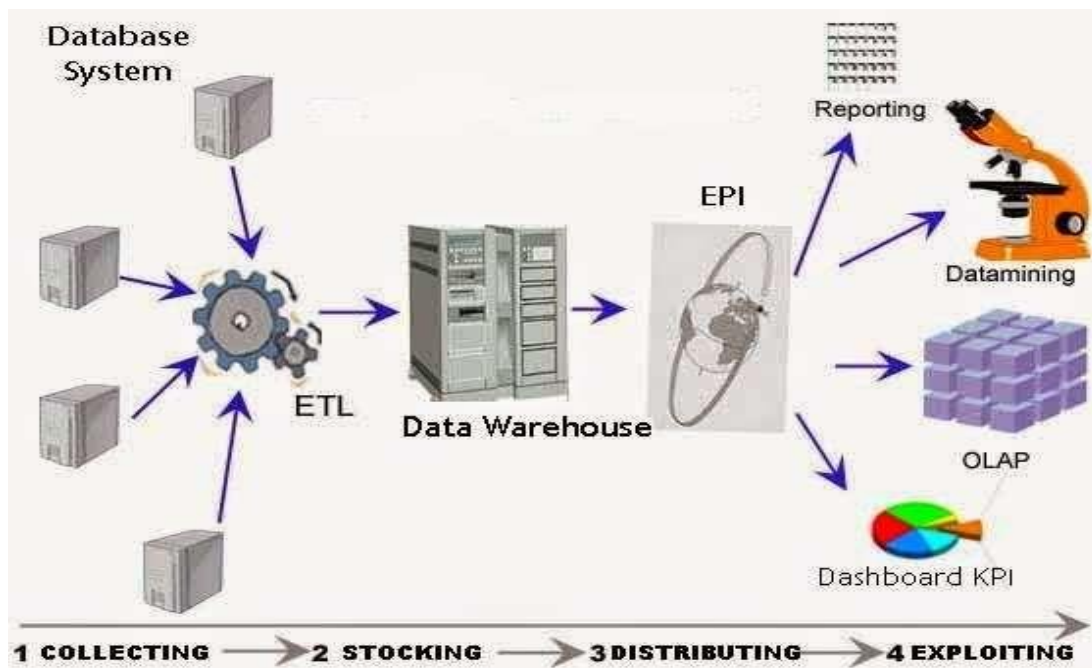 Database
System
Reporting
EPI
Datamining
ETL
Data Warehouse
OLAP
Dashboard KPI
1 COLLECTING
2 STOCKING
3 DISTRIBUTING
4 EXPLOITING